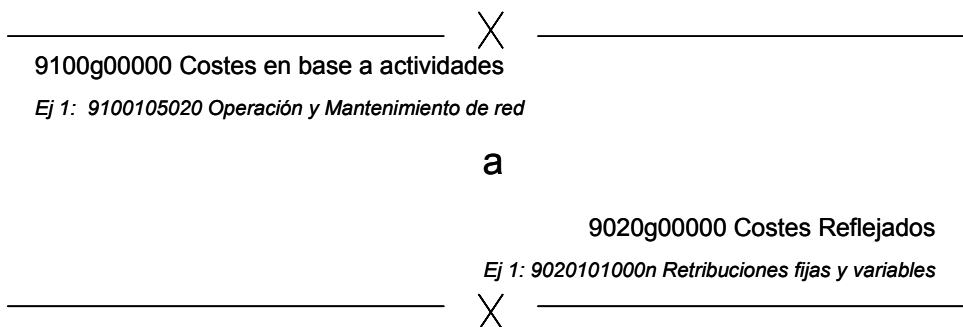 X
9100g00000 Costes en base a actividades
Ej 1: 9100105020 Operación y Mantenimiento de red
a
9020g00000 Costes Reflejados
Ej 1: 9020101000n Retribuciones fijas y variables
X